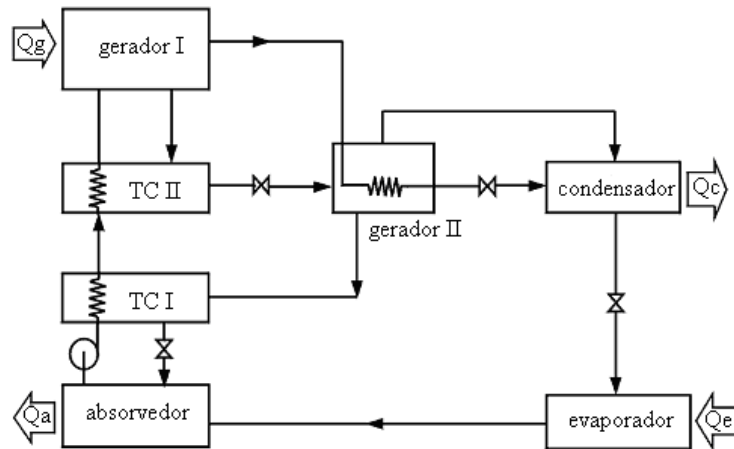 Qg
gerador I
TC II
condensador
Qc
gerador II
TC I
Qa
absorvedor
evaporador
Qe